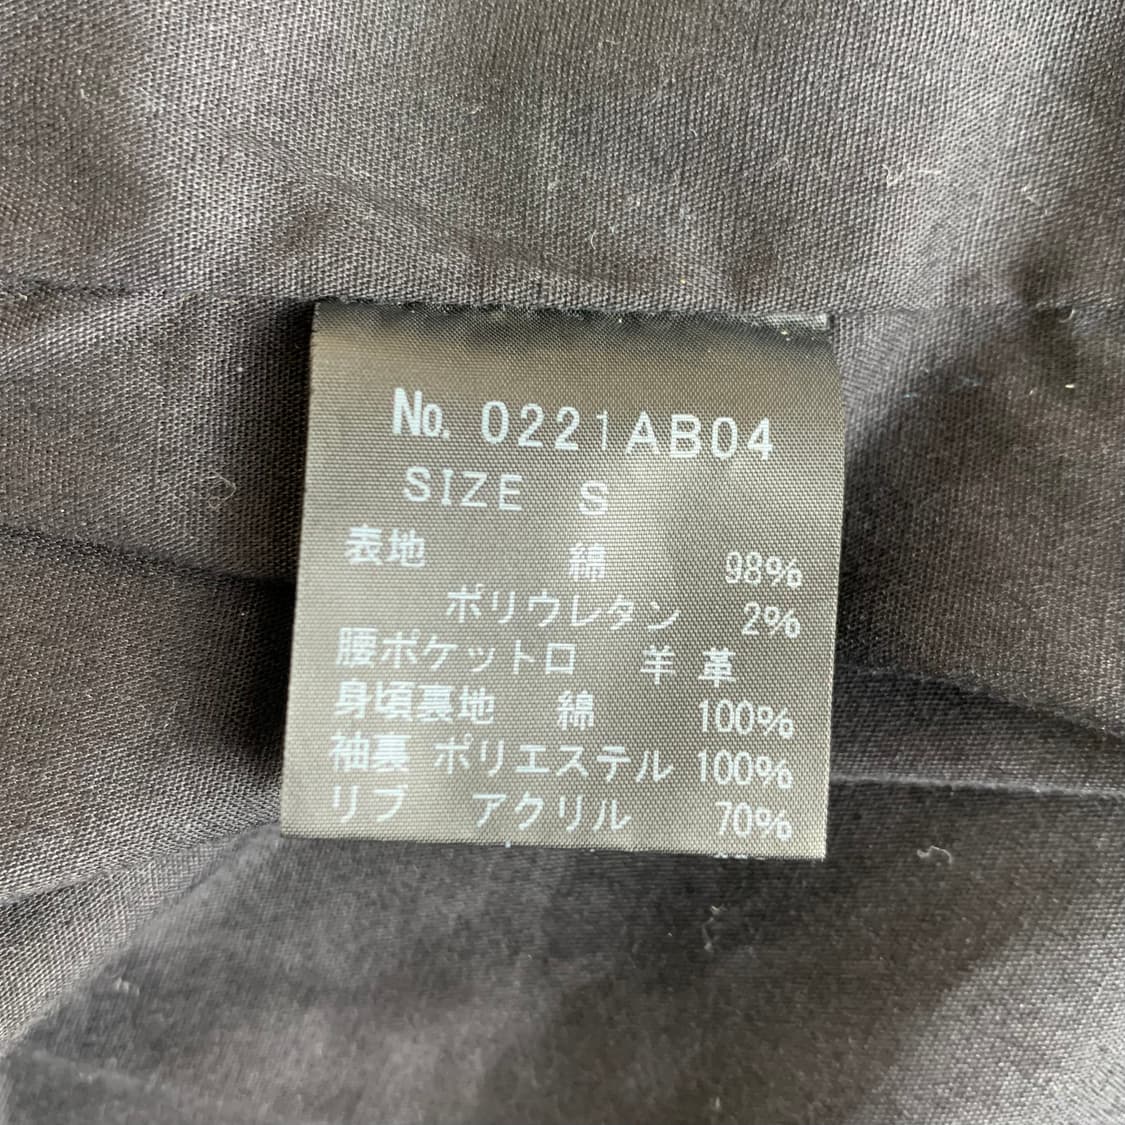 No. 0221AB04
SIZE S
表地 綿 98%
ポリウレタン 2%
腰ポケット口 羊革
身頃裏地 綿 100%
袖裏 ポリエステル 100%
リブ アクリル 70%